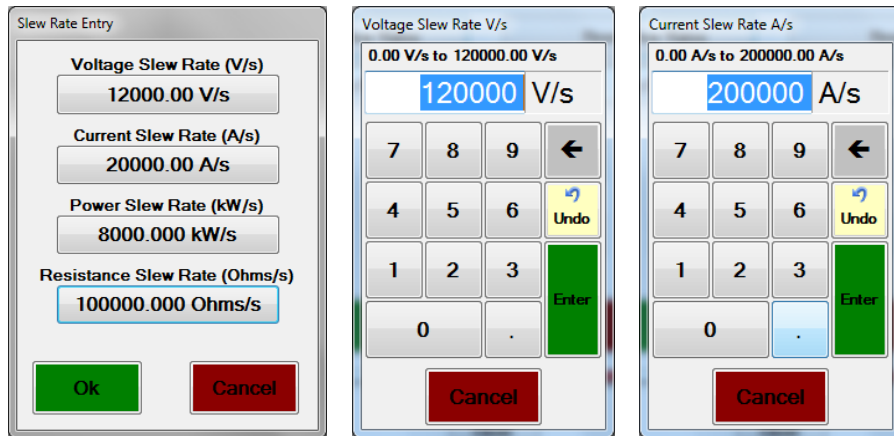 Slew Rate Entry
Voltage Slew Rate (V/s)
12000.00 V/s
Current Slew Rate (A/s)
20000.00 A/s
Power Slew Rate (kW/s)
8000.000 kW/s
Resistance Slew Rate (Ohms/s)
100000.000 Ohms/s
Ok Cancel
Voltage Slew Rate V/s
0.00 V/s to 120000.00 V/s
120000 V/s
7 8 9 ←
4 5 6 Undo
1 2 3
Enter
0 .
Cancel
Current Slew Rate A/s
0.00 A/s to 200000.00 A/s
200000 A/s
7 8 9 ←
4 5 6 Undo
1 2 3
Enter
0 .
Cancel